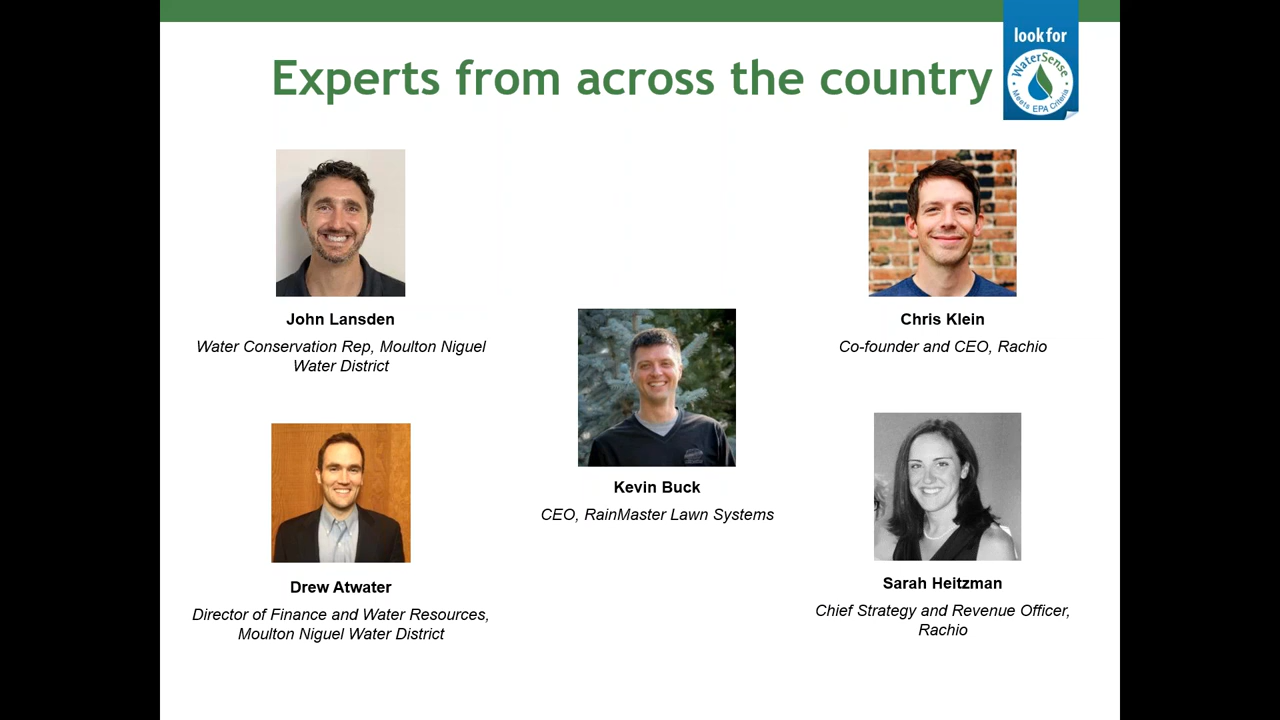 Experts from across the country
look for
WaterSense
Meets EPA Criteria
John Lansden
Water Conservation Rep, Moulton Niguel
Water District
Chris Klein
Co-founder and CEO, Rachio
Kevin Buck
CEO, RainMaster Lawn Systems
Drew Atwater
Director of Finance and Water Resources,
Moulton Niguel Water District
Sarah Heitzman
Chief Strategy and Revenue Officer,
Rachio